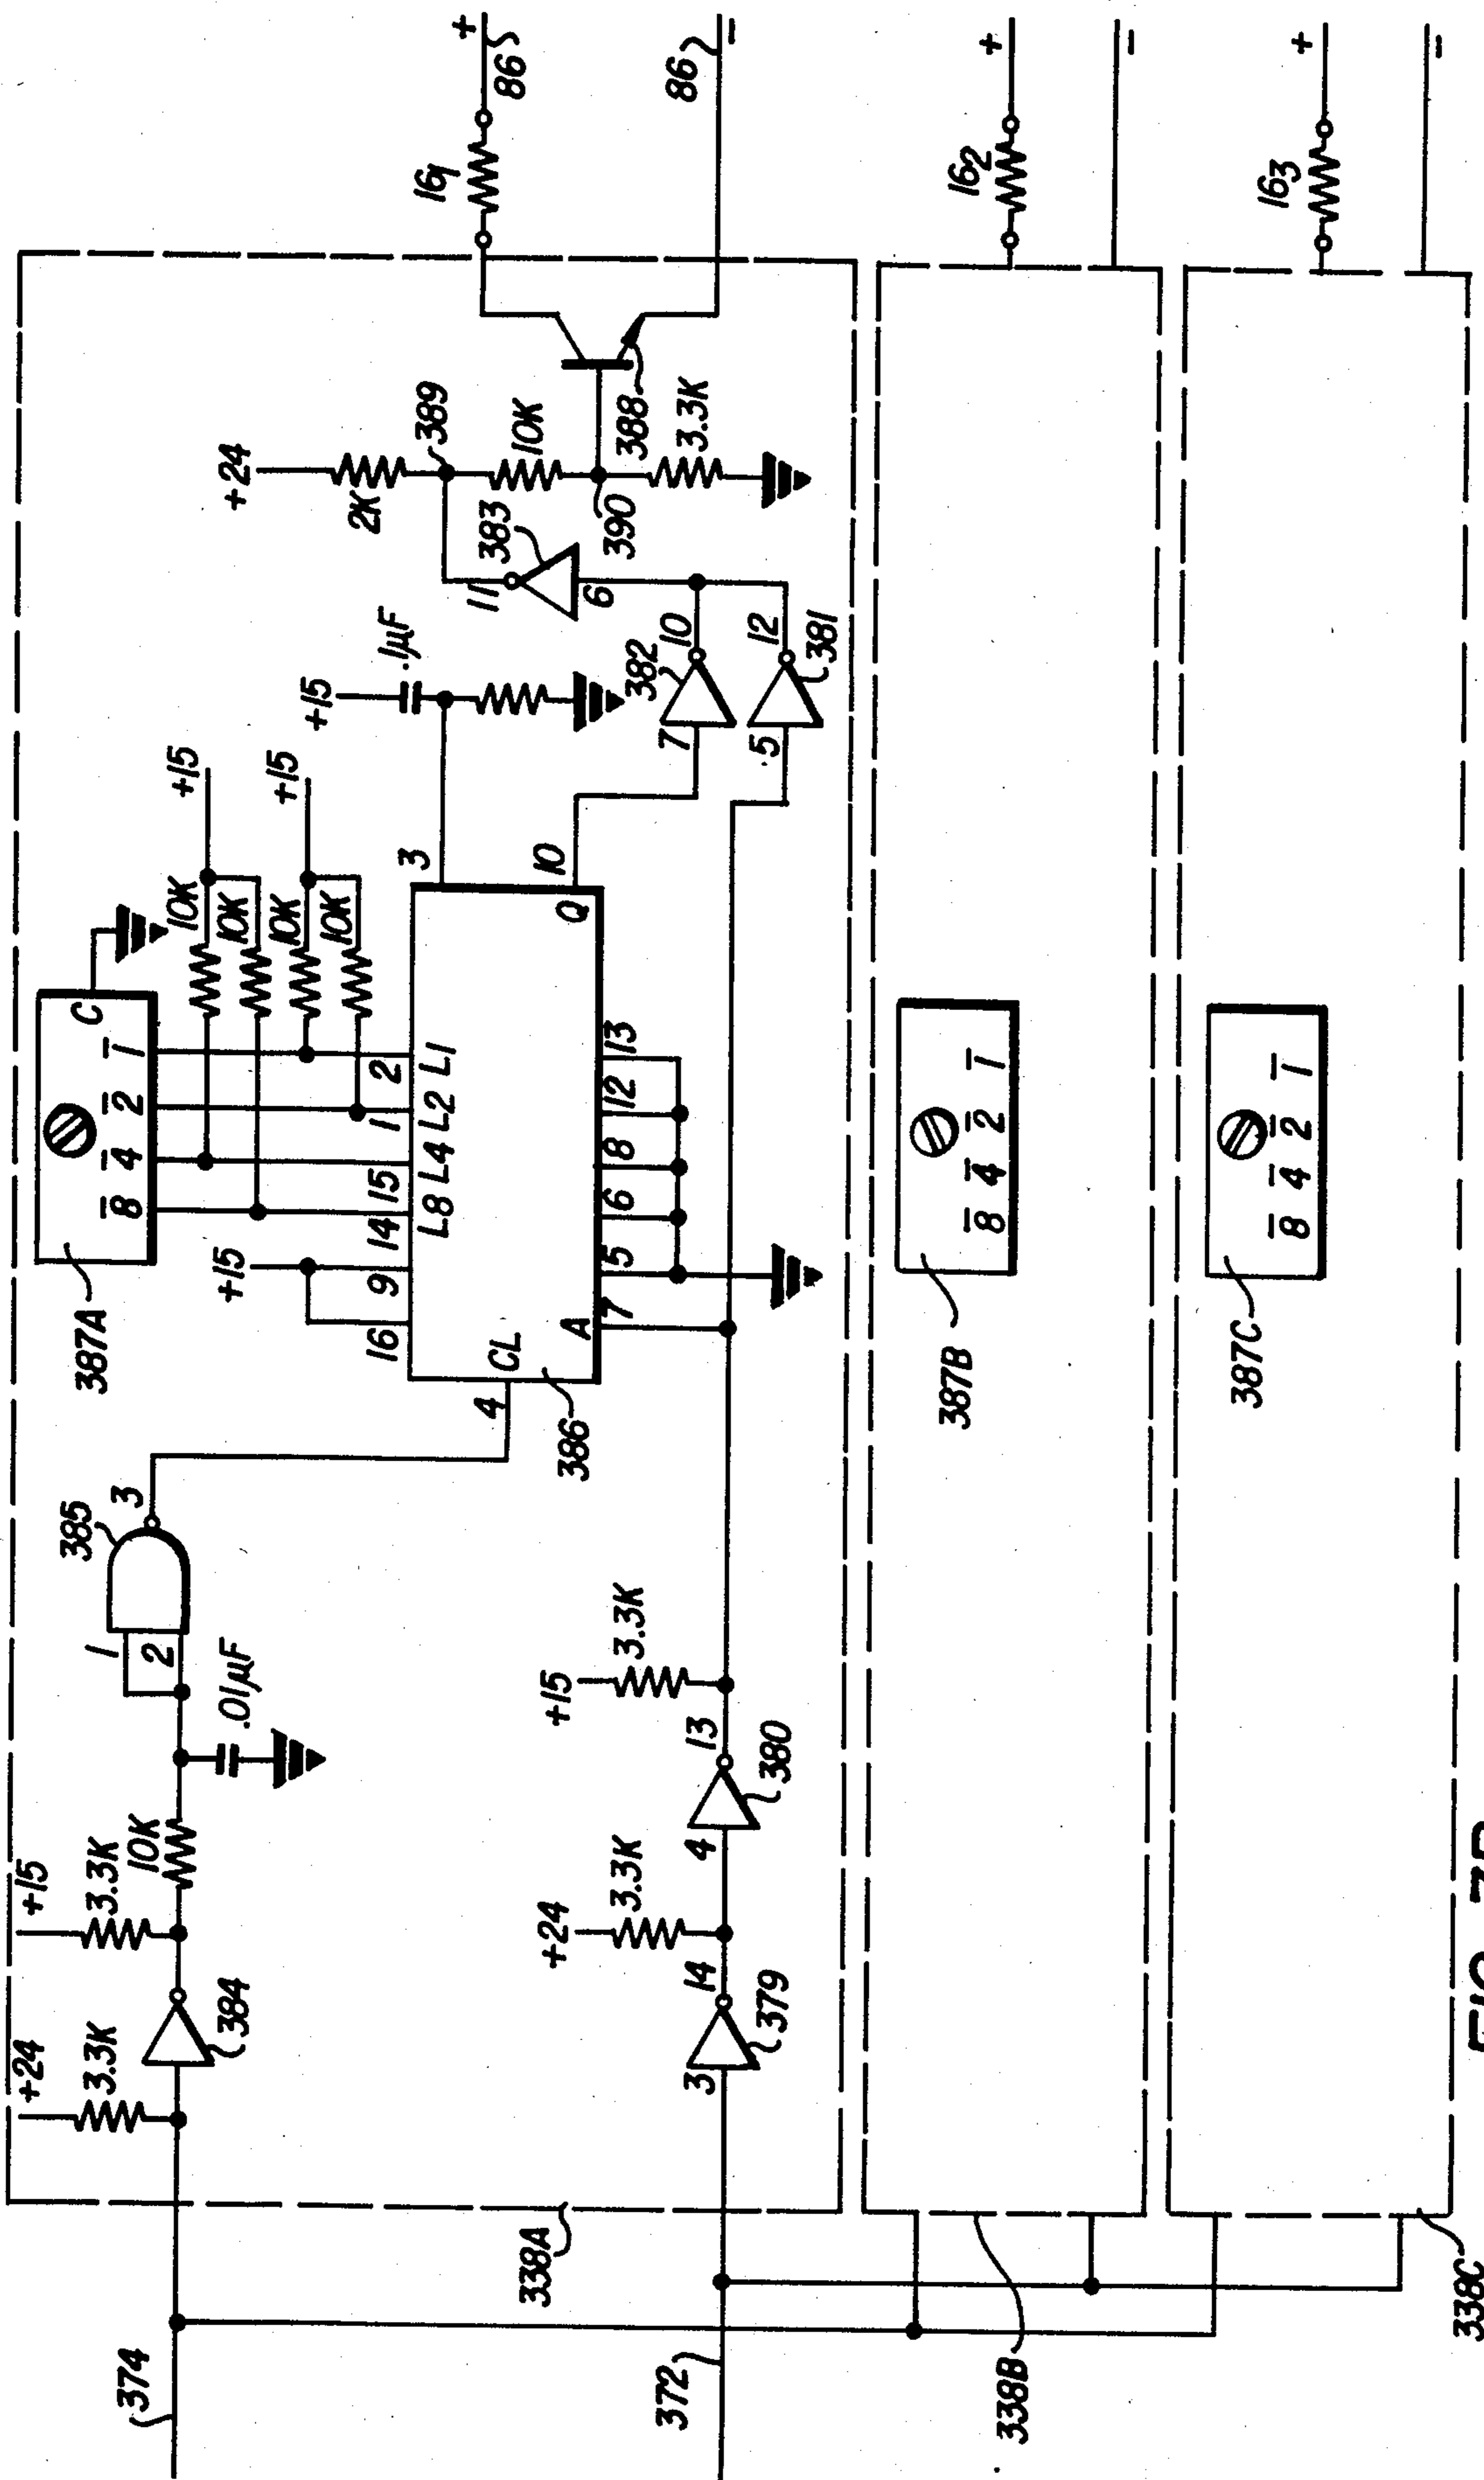 374
372
+24
3.3K
384
+15
3.3K
10K
.01µF
1
2
385
3
3
379
14
+24
3.3K
4
380
13
+15
3.3K
338A
387A
8 4 2 1
C
+15
16
9
14
15
1
2
L8
L4
L2
L1
4
CL
386
A
Q
7
5
6
8
12
13
3
10
10K
10K
10K
10K
+15
+15
+15
.1µF
7
382
10
5
381
12
6
383
11
+24
2K
389
10K
390
388
3.3K
16₁
+
86
86
−
338B
387B
8 4 2 1
16₂
+
−
338C
387C
8 4 2 1
16₃
+
−